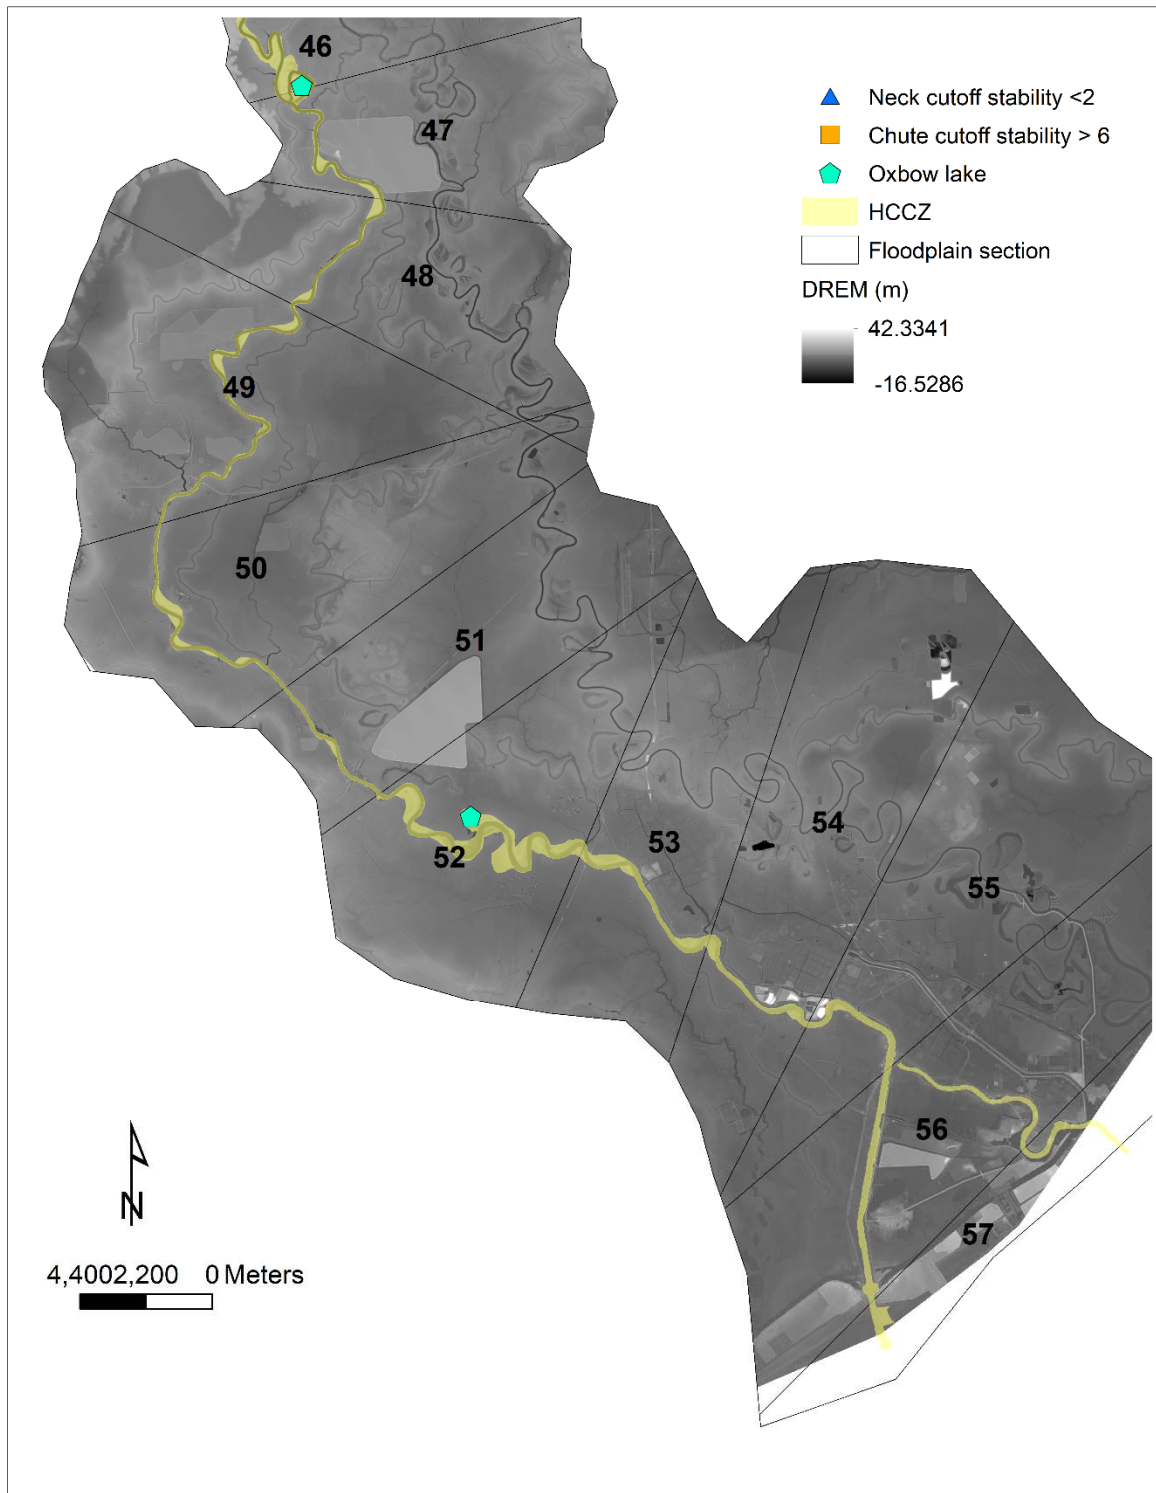 46
47
48
49
50
51
52
53
54
55
56
57
Neck cutoff stability <2
Chute cutoff stability > 6
Oxbow lake
HCCZ
Floodplain section
DREM (m)
42.3341
-16.5286
N
4,4002,200 0 Meters